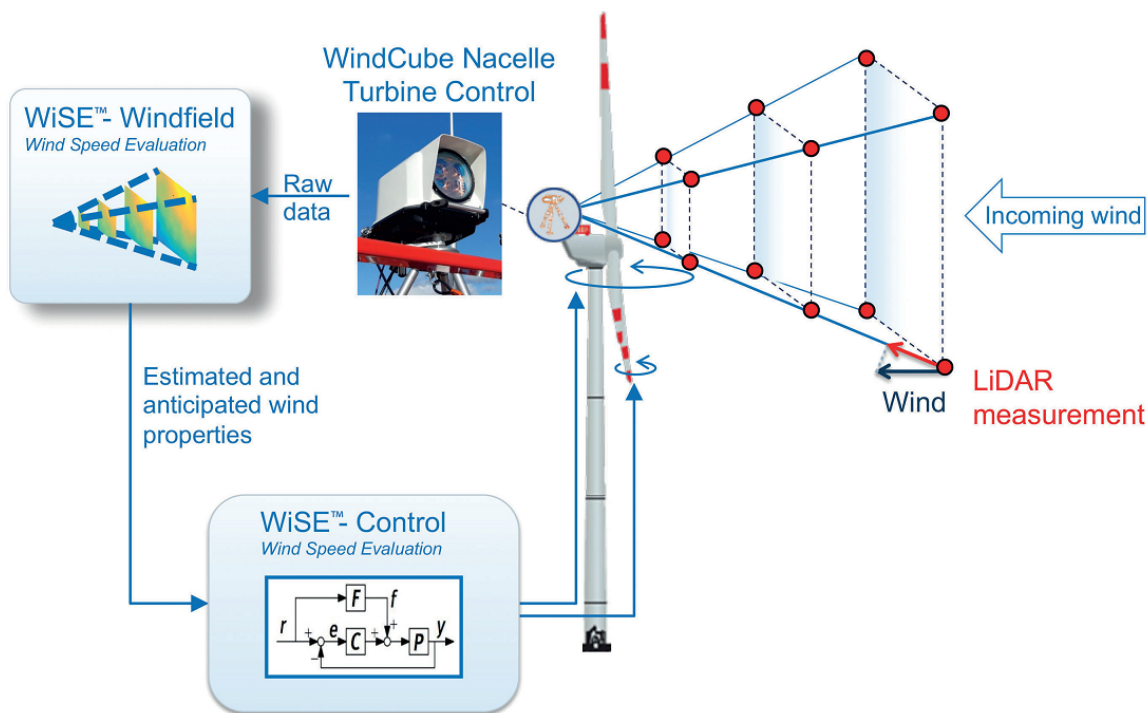 WindCube Nacelle
Turbine Control
WiSE™- Windfield
Wind Speed Evaluation
Raw
data
Incoming wind
Wind
LiDAR
measurement
Estimated and
anticipated wind
properties
WiSE™- Control
Wind Speed Evaluation
F f
r + e C + + P y
−